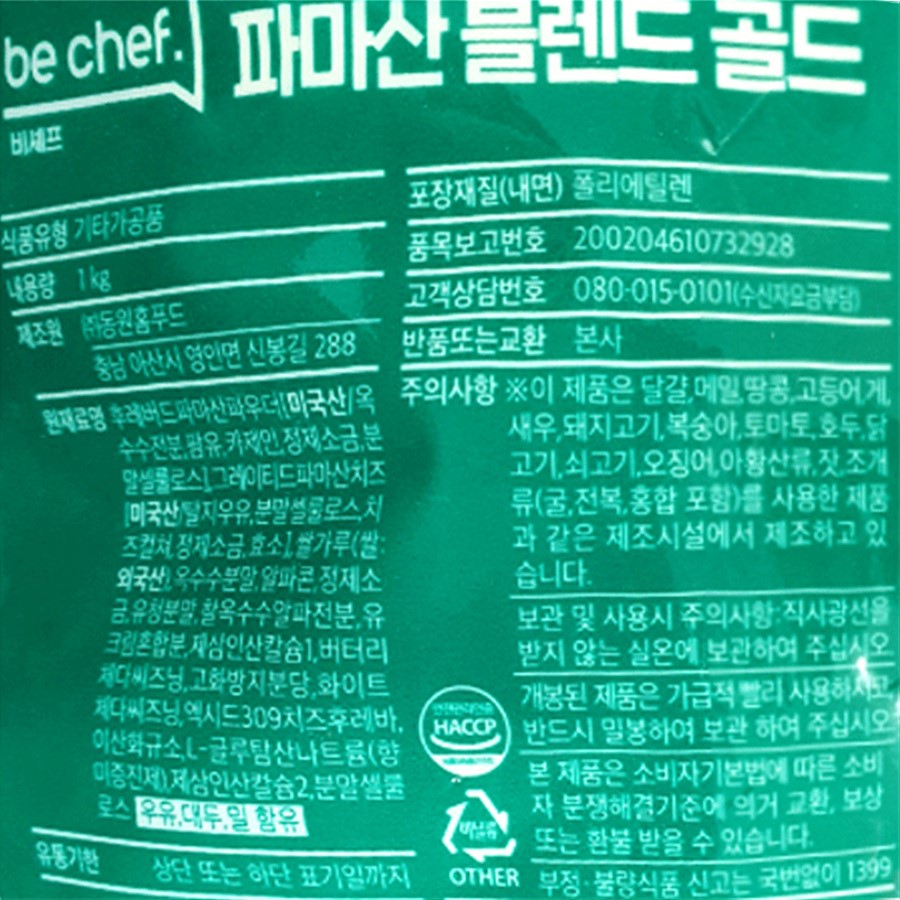 be chef.
파마산 블렌드 골드
비셰프
식품유형 기타가공품
내용량 1kg
제조원 (주)동원홈푸드
충남 아산시 영인면 신봉길 288
원재료명 후레버드파마산파우더[미국산/옥
수수전분,팜유,카제인,정제소금,분
말셀룰로스],그레이티드파마산치즈
[미국산/탈지우유,분말셀룰로스,치
즈컬쳐,정제소금,효소],쌀가루(쌀:
외국산),옥수수분말,알파콘,정제소
금,유청분말,찰옥수수알파전분,유
크림혼합분,제삼인산칼슘1,버터리
체다씨즈닝,고화방지분당,화이트
체다씨즈닝,엑시드309치즈후레바,
이산화규소,L-글루탐산나트륨(향
미증진제),제삼인산칼슘2,분말셀룰
로스 우유,대두,밀 함유
유통기한 상단 또는 하단 표기일까지
포장재질(내면) 폴리에틸렌
품목보고번호 200204610732928
고객상담번호 080-015-0101(수신자요금부담)
반품또는교환 본사
주의사항 ※이 제품은 달걀,메밀,땅콩,고등어,게,
새우,돼지고기,복숭아,토마토,호두,닭
고기,쇠고기,오징어,아황산류,잣,조개
류(굴,전복,홍합 포함)를 사용한 제품
과 같은 제조시설에서 제조하고 있
습니다.
보관 및 사용시 주의사항:직사광선을
받지 않는 실온에 보관하여 주십시오
개봉된 제품은 가급적 빨리 사용하시고
반드시 밀봉하여 보관 하여 주십시오
본 제품은 소비자기본법에 따른 소비
자 분쟁해결기준에 의거 교환, 보상
또는 환불 받을 수 있습니다.
부정·불량식품 신고는 국번없이 1399
HACCP
비닐류
OTHER